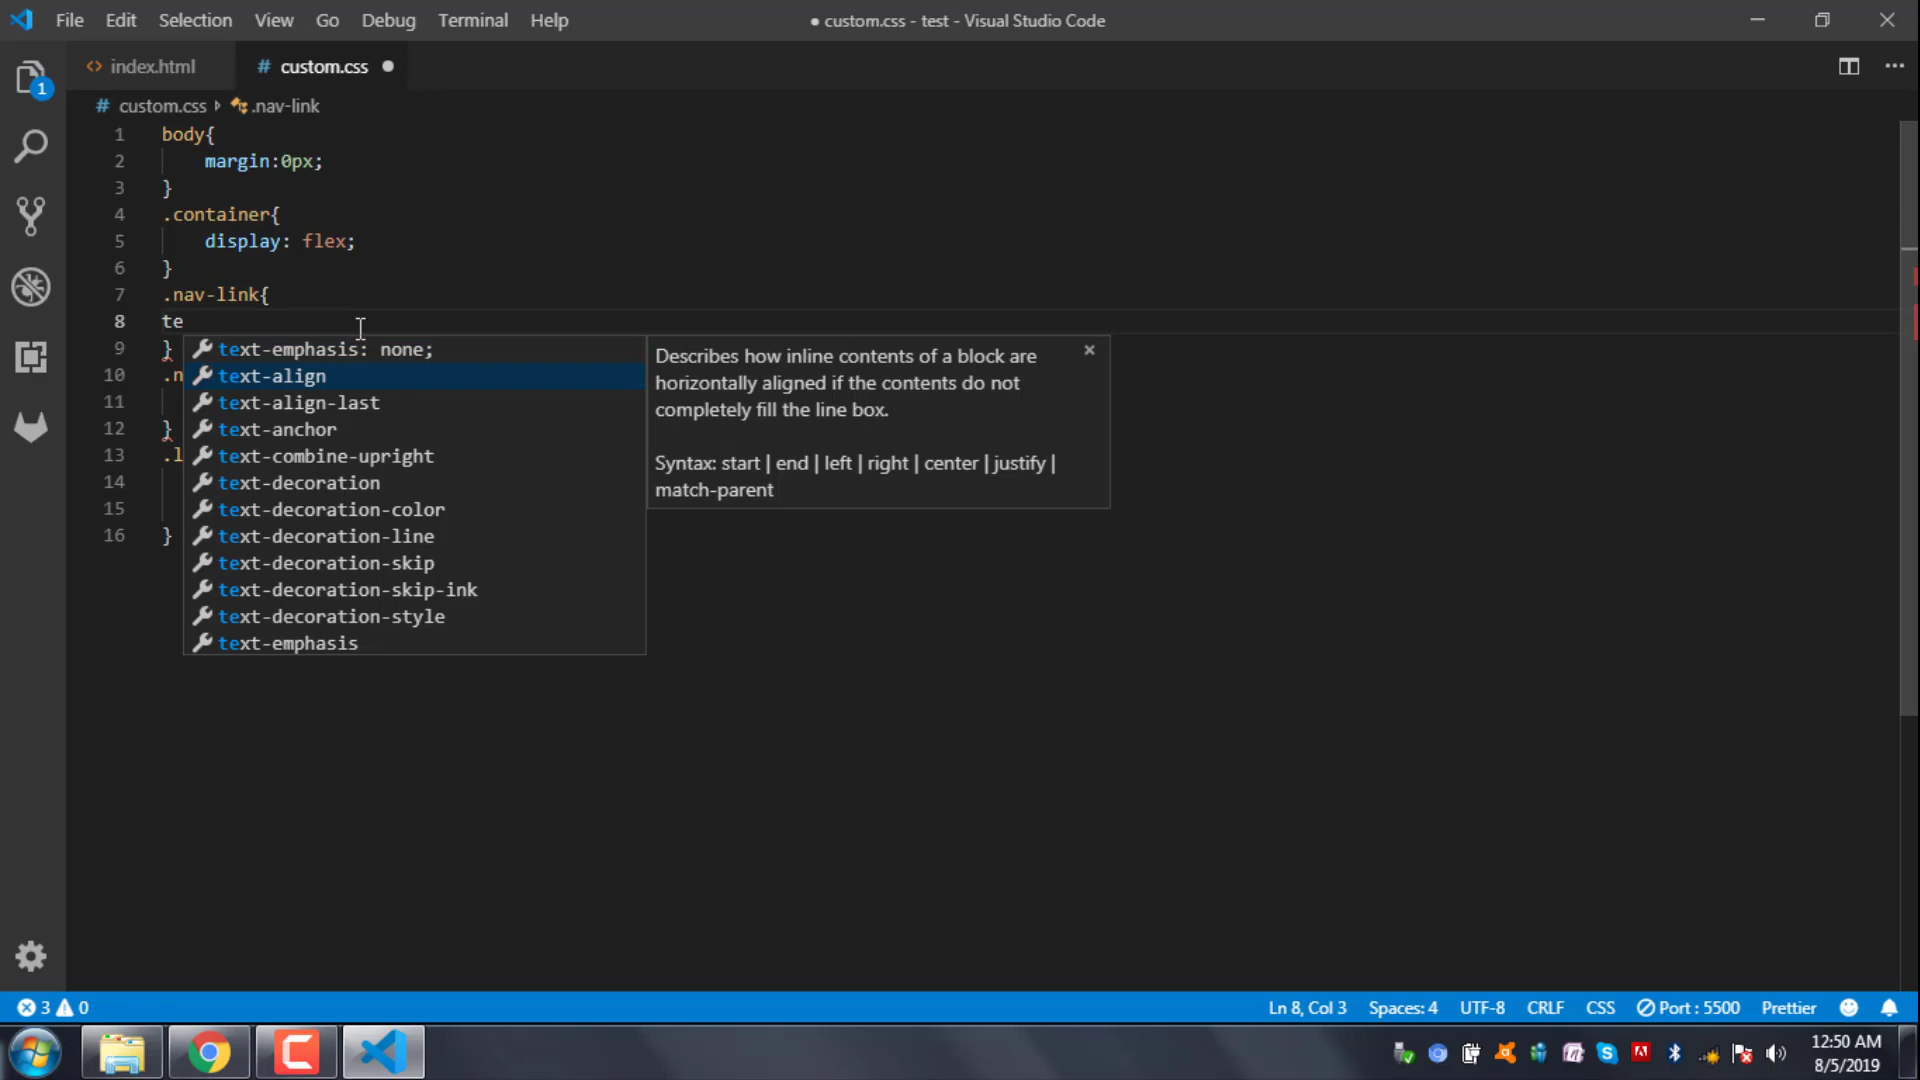 File Edit Selection View Go Debug Terminal Help
● custom.css - test - Visual Studio Code
<> index.html # custom.css ●
1
# custom.css .nav-link
1 body{
2 margin:0px;
3 }
4 .container{
5 display: flex;
6 }
7 .nav-link{
8 te
9 }
10 .n
11
12 }
13 .l
14
15
16 }
text-emphasis: none;
text-align
text-align-last
text-anchor
text-combine-upright
text-decoration
text-decoration-color
text-decoration-line
text-decoration-skip
text-decoration-skip-ink
text-decoration-style
text-emphasis
Describes how inline contents of a block are
horizontally aligned if the contents do not
completely fill the line box.
Syntax: start | end | left | right | center | justify |
match-parent
3 0
Ln 8, Col 3 Spaces: 4 UTF-8 CRLF CSS Port : 5500 Prettier
12:50 AM
8/5/2019